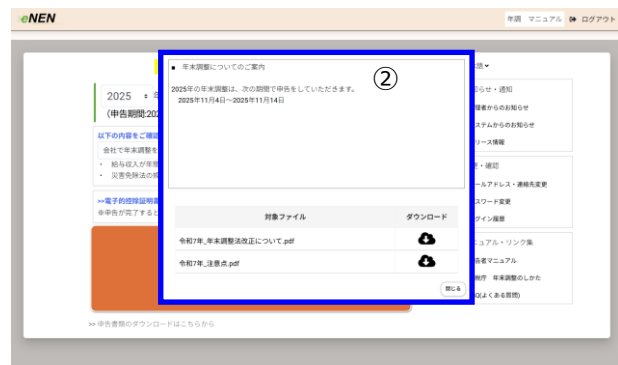 eNEN
年調 マニュアル ログアウト
■ 年末調整についてのご案内
②
2025年の年末調整は、次の期間で申告をしていただきます。
2025年11月4日～2025年11月14日
対象ファイル ダウンロード
令和7年_年末調整法改正について.pdf
令和7年_注意点.pdf
閉じる
2025
(申告期間:202
以下の内容をご確認
会社で年末調整を
・ 給与収入が年間
・ 災害免除法の
>>電子的控除証明書
※申告が完了すると
>> 申告書類のダウンロードはこちらから
らせ・通知
理者からのお知らせ
ステムからのお知らせ
リース情報
・確認
ールアドレス・連絡先変更
スワード変更
グイン履歴
ニュアル・リンク集
告者マニュアル
税庁 年末調整のしかた
Q(よくある質問)